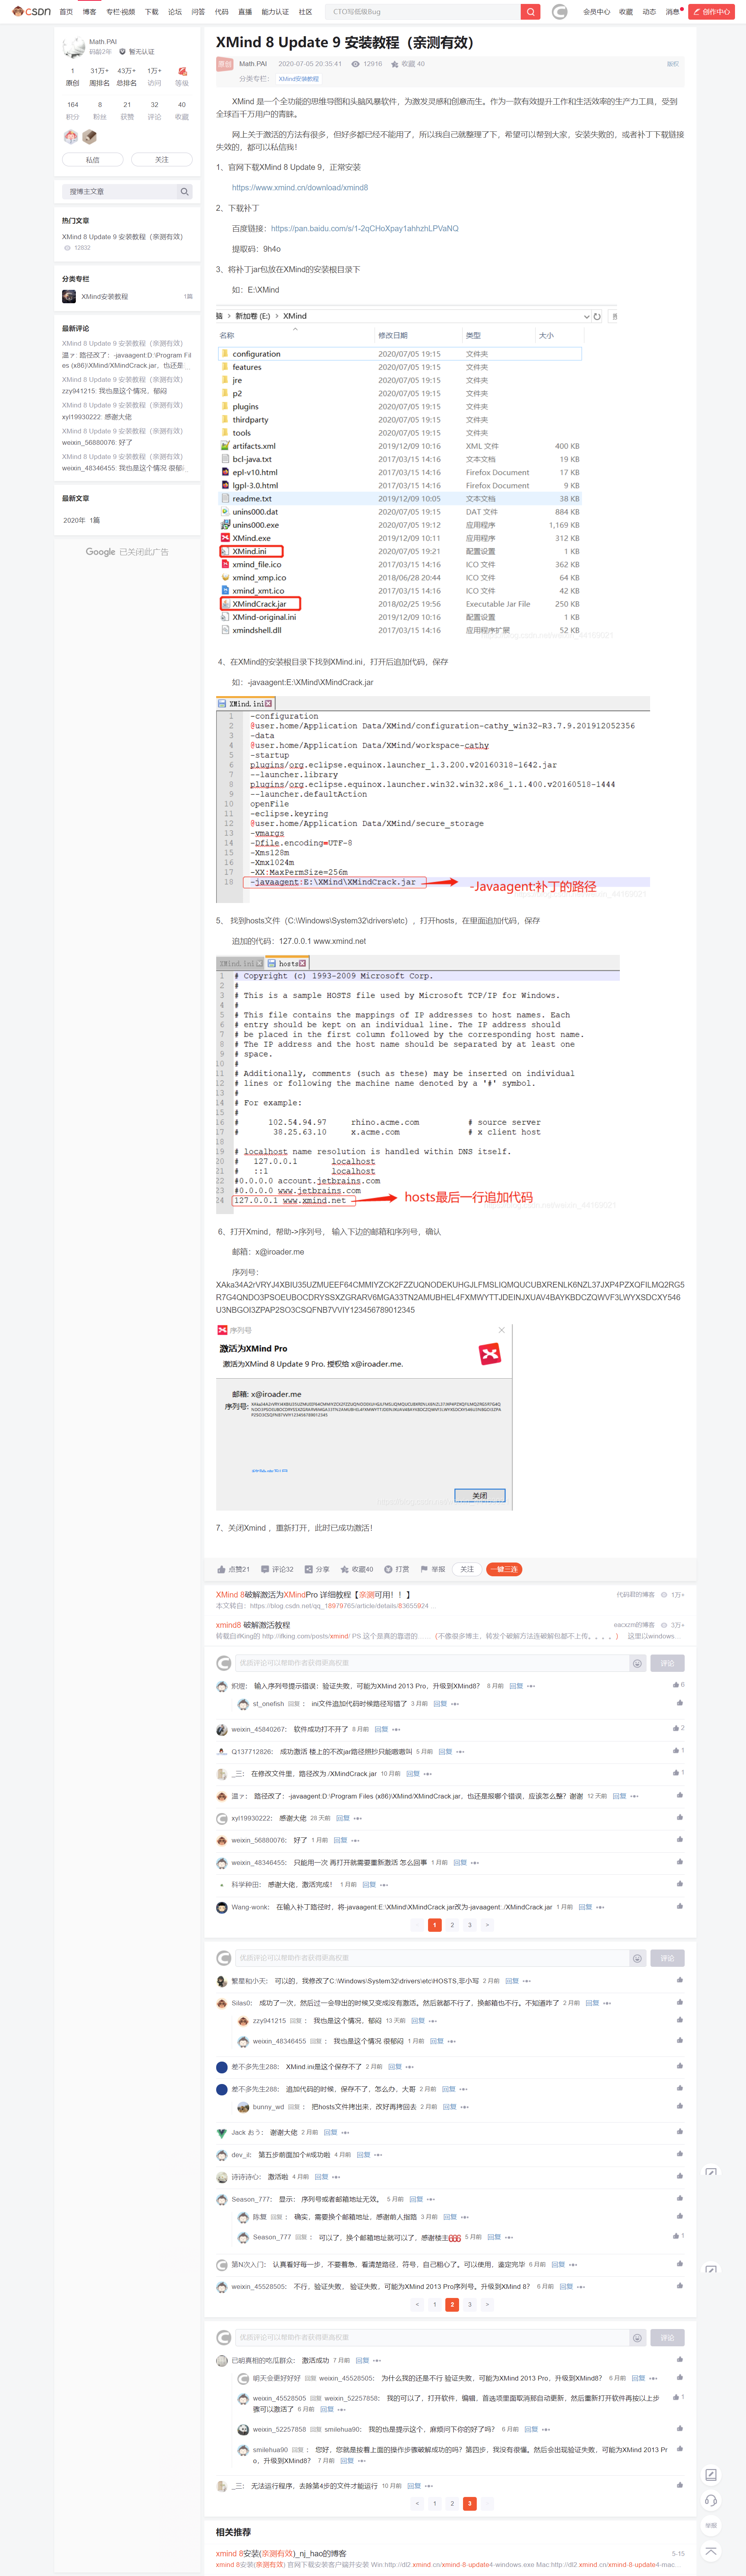 CSDN 首页 博客 专栏·视频 下载 论坛 问答 代码 直播 能力认证 社区 CTO写低级Bug 会员中心 收藏 动态 消息 创作中心
Math.PAI
码龄2年 暂无认证
1 31万+ 43万+ 1万+
原创 周排名 总排名 访问 等级
164 8 21 32 40
积分 粉丝 获赞 评论 收藏
私信 关注
搜博主文章
热门文章
XMind 8 Update 9 安装教程（亲测有效）
12832
分类专栏
XMind安装教程 1篇
最新评论
XMind 8 Update 9 安装教程（亲测有效）
温ァ: 路径改了：-javaagent:D:\Program Fil
es (x86)\XMind/XMindCrack.jar，也还是
XMind 8 Update 9 安装教程（亲测有效）
zzy941215: 我也是这个情况，郁闷
XMind 8 Update 9 安装教程（亲测有效）
xyl19930222: 感谢大佬
XMind 8 Update 9 安装教程（亲测有效）
weixin_56880076: 好了
XMind 8 Update 9 安装教程（亲测有效）
weixin_48346455: 我也是这个情况 很郁
最新文章
2020年 1篇
Google 已关闭此广告
XMind 8 Update 9 安装教程（亲测有效）
原创 Math.PAI 2020-07-05 20:35:41 12916 收藏 40 版权
分类专栏： XMind安装教程
XMind 是一个全功能的思维导图和头脑风暴软件，为激发灵感和创意而生。作为一款有效提升工作和生活效率的生产力工具，受到
全球百千万用户的青睐。
网上关于激活的方法有很多，但好多都已经不能用了，所以我自己就整理了下，希望可以帮到大家，安装失败的，或者补丁下载链接
失效的，都可以私信我！
1、官网下载XMind 8 Update 9，正常安装
https://www.xmind.cn/download/xmind8
2、下载补丁
百度链接：https://pan.baidu.com/s/1-2qCHoXpay1ahhzhLPVaNQ
提取码：9h4o
3、将补丁jar包放在XMind的安装根目录下
如：E:\XMind
脑 › 新加卷 (E:) › XMind
名称 修改日期 类型 大小
configuration 2020/07/05 19:15 文件夹
features 2020/07/05 19:15 文件夹
jre 2020/07/05 19:15 文件夹
p2 2020/07/05 19:15 文件夹
plugins 2020/07/05 19:15 文件夹
thirdparty 2020/07/05 19:15 文件夹
tools 2020/07/05 19:15 文件夹
artifacts.xml 2019/12/09 10:16 XML 文件 400 KB
bcl-java.txt 2017/03/15 14:16 文本文档 19 KB
epl-v10.html 2017/03/15 14:16 Firefox Document 17 KB
lgpl-3.0.html 2017/03/15 14:16 Firefox Document 9 KB
readme.txt 2019/12/09 10:05 文本文档 38 KB
unins000.dat 2020/07/05 19:15 DAT 文件 884 KB
unins000.exe 2020/07/05 19:12 应用程序 1,169 KB
XMind.exe 2019/12/09 10:11 应用程序 312 KB
XMind.ini 2020/07/05 19:21 配置设置 1 KB
xmind_file.ico 2017/03/15 14:16 ICO 文件 362 KB
xmind_xmp.ico 2018/06/28 20:44 ICO 文件 64 KB
xmind_xmt.ico 2017/03/15 14:16 ICO 文件 42 KB
XMindCrack.jar 2018/02/25 19:56 Executable Jar File 250 KB
XMind-original.ini 2019/12/09 10:16 配置设置 1 KB
xmindshell.dll 2017/03/15 14:16 应用程序扩展 52 KB
4、在XMind的安装根目录下找到XMind.ini，打开后追加代码，保存
如：-javaagent:E:\XMind\XMindCrack.jar
XMind.ini
1 -configuration
2 @user.home/Application Data/XMind/configuration-cathy_win32-R3.7.9.201912052356
3 -data
4 @user.home/Application Data/XMind/workspace-cathy
5 -startup
6 plugins/org.eclipse.equinox.launcher_1.3.200.v20160318-1642.jar
7 --launcher.library
8 plugins/org.eclipse.equinox.launcher.win32.win32.x86_1.1.400.v20160518-1444
9 --launcher.defaultAction
10 openFile
11 -eclipse.keyring
12 @user.home/Application Data/XMind/secure_storage
13 -vmargs
14 -Dfile.encoding=UTF-8
15 -Xms128m
16 -Xmx1024m
17 -XX:MaxPermSize=256m
18 -javaagent:E:\XMind\XMindCrack.jar -Javaagent:补丁的路径
5、 找到hosts文件（C:\Windows\System32\drivers\etc），打开hosts，在里面追加代码，保存
追加的代码：127.0.0.1 www.xmind.net
XMind.ini hosts
1 # Copyright (c) 1993-2009 Microsoft Corp.
2 #
3 # This is a sample HOSTS file used by Microsoft TCP/IP for Windows.
4 #
5 # This file contains the mappings of IP addresses to host names. Each
6 # entry should be kept on an individual line. The IP address should
7 # be placed in the first column followed by the corresponding host name.
8 # The IP address and the host name should be separated by at least one
9 # space.
10 #
11 # Additionally, comments (such as these) may be inserted on individual
12 # lines or following the machine name denoted by a '#' symbol.
13 #
14 # For example:
15 #
16 # 102.54.94.97 rhino.acme.com # source server
17 # 38.25.63.10 x.acme.com # x client host
18
19 # localhost name resolution is handled within DNS itself.
20 # 127.0.0.1 localhost
21 # ::1 localhost
22 #0.0.0.0 account.jetbrains.com
23 #0.0.0.0 www.jetbrains.com
24 127.0.0.1 www.xmind.net hosts最后一行追加代码
6、打开Xmind，帮助->序列号， 输入下边的邮箱和序列号，确认
邮箱：x@iroader.me
序列号：
XAka34A2rVRYJ4XBIU35UZMUEEF64CMMIYZCK2FZZUQNODEKUHGJLFMSLIQMQUCUBXRENLK6NZL37JXP4PZXQFILMQ2RG5
R7G4QNDO3PSOEUBOCDRYSSXZGRARV6MGA33TN2AMUBHEL4FXMWYTTJDEINJXUAV4BAYKBDCZQWVF3LWYXSDCXY546
U3NBGOI3ZPAP2SO3CSQFNB7VVIY123456789012345
序列号
激活为XMind Pro
激活为XMind 8 Update 9 Pro. 授权给 x@iroader.me.
邮箱: x@iroader.me
序列号:
关闭
7、关闭Xmind ，重新打开，此时已成功激活！
点赞21 评论32 分享 收藏40 打赏 举报 关注 一键三连
XMind 8破解激活为XMindPro 详细教程【亲测可用！！】 代码君的博客 1万+
本文转自：https://blog.csdn.net/qq_18979765/article/details/83655924 ...
xmind8 破解激活教程 eacxzm的博客 3万+
转载自ifKing的 http://ifking.com/posts/xmind/ PS.这个是真的靠谱的……（不像很多博主，转发个破解方法连破解包都不上传。。。。） 这里以windows...
优质评论可以帮助作者获得更高权重 评论
炽煜： 输入序列号提示错误：验证失败，可能为XMind 2013 Pro，升级到XMind8? 8 月前 回复 6
st_onefish 回复： ini文件追加代码时候路径写错了 3 月前 回复
weixin_45840267： 软件成功打不开了 8 月前 回复 2
Q137712826： 成功激活 楼上的不改jar路径照抄只能嗷嗷叫 5 月前 回复 1
_三： 在修改文件里，路径改为./XMindCrack.jar 10 月前 回复 1
温ァ： 路径改了：-javaagent:D:\Program Files (x86)\XMind/XMindCrack.jar，也还是报哪个错误，应该怎么整？谢谢 12 天前 回复
xyl19930222： 感谢大佬 28 天前 回复
weixin_56880076： 好了 1 月前 回复
weixin_48346455： 只能用一次 再打开就需要重新激活 怎么回事 1 月前 回复
科学种田： 感谢大佬，激活完成！ 1 月前 回复
Wang-wonk： 在输入补丁路径时，将-javaagent:E:\XMind\XMindCrack.jar改为-javaagent:./XMindCrack.jar 1 月前 回复
1 2 3 >
优质评论可以帮助作者获得更高权重 评论
繁星和小天： 可以的，我修改了C:\Windows\System32\drivers\etc\HOSTS,非小写 2 月前 回复
Silas0： 成功了一次，然后过一会导出的时候又变成没有激活。然后就都不行了，换邮箱也不行。不知道咋了 2 月前 回复
zzy941215 回复： 我也是这个情况，郁闷 13 天前 回复
weixin_48346455 回复： 我也是这个情况 很郁闷 1 月前 回复
差不多先生288： XMind.ini是这个保存不了 2 月前 回复
差不多先生288： 追加代码的时候，保存不了，怎么办，大哥 2 月前 回复
bunny_wd 回复： 把hosts文件拷出来，改好再拷回去 2 月前 回复
Jack おう： 谢谢大佬 2 月前 回复
dev_it： 第五步前面加个#成功啦 4 月前 回复
诗诗诗心： 激活啦 4 月前 回复
Season_777： 显示： 序列号或者邮箱地址无效。 5 月前 回复
陈复 回复： 确实，需要换个邮箱地址，感谢前人指路 3 月前 回复
Season_777 回复： 可以了，换个邮箱地址就可以了，感谢楼主666 5 月前 回复 1
第N次入门： 认真看好每一步，不要着急，看清楚路径，符号，自己粗心了。可以使用，鉴定完毕 6 月前 回复
weixin_45528505： 不行，验证失败， 验证失败，可能为XMind 2013 Pro序列号。升级到XMind 8? 6 月前 回复
< 1 2 3 >
优质评论可以帮助作者获得更高权重 评论
已明真相的吃瓜群众： 激活成功 7 月前 回复
明天会更好好好 回复 weixin_45528505： 为什么我的还是不行 验证失败，可能为XMind 2013 Pro，升级到XMind8? 6 月前 回复
weixin_45528505 回复 weixin_52257858： 我的可以了，打开软件，编辑，首选项里面取消那自动更新，然后重新打开软件再按以上步 1
骤可以激活了 6 月前 回复
weixin_52257858 回复 smilehua90： 我的也是提示这个，麻烦问下你的好了吗？ 6 月前 回复
smilehua90 回复： 您好，您就是按着上面的操作步骤破解成功的吗？第四步，我没有很懂。然后会出现验证失败，可能为XMind 2013 Pr
o，升级到XMind8? 7 月前 回复
_三： 无法运行程序，去除第4步的文件才能运行 10 月前 回复
< 1 2 3
举报
相关推荐
xmind 8安装(亲测有效)_nj_hao的博客 5-15
xmind 8安装(亲测有效) 官网下载安装客户端并安装 Win:http://dl2.xmind.cn/xmind-8-update4-windows.exe Mac:http://dl2.xmind.cn/xmind-8-update4-mac...